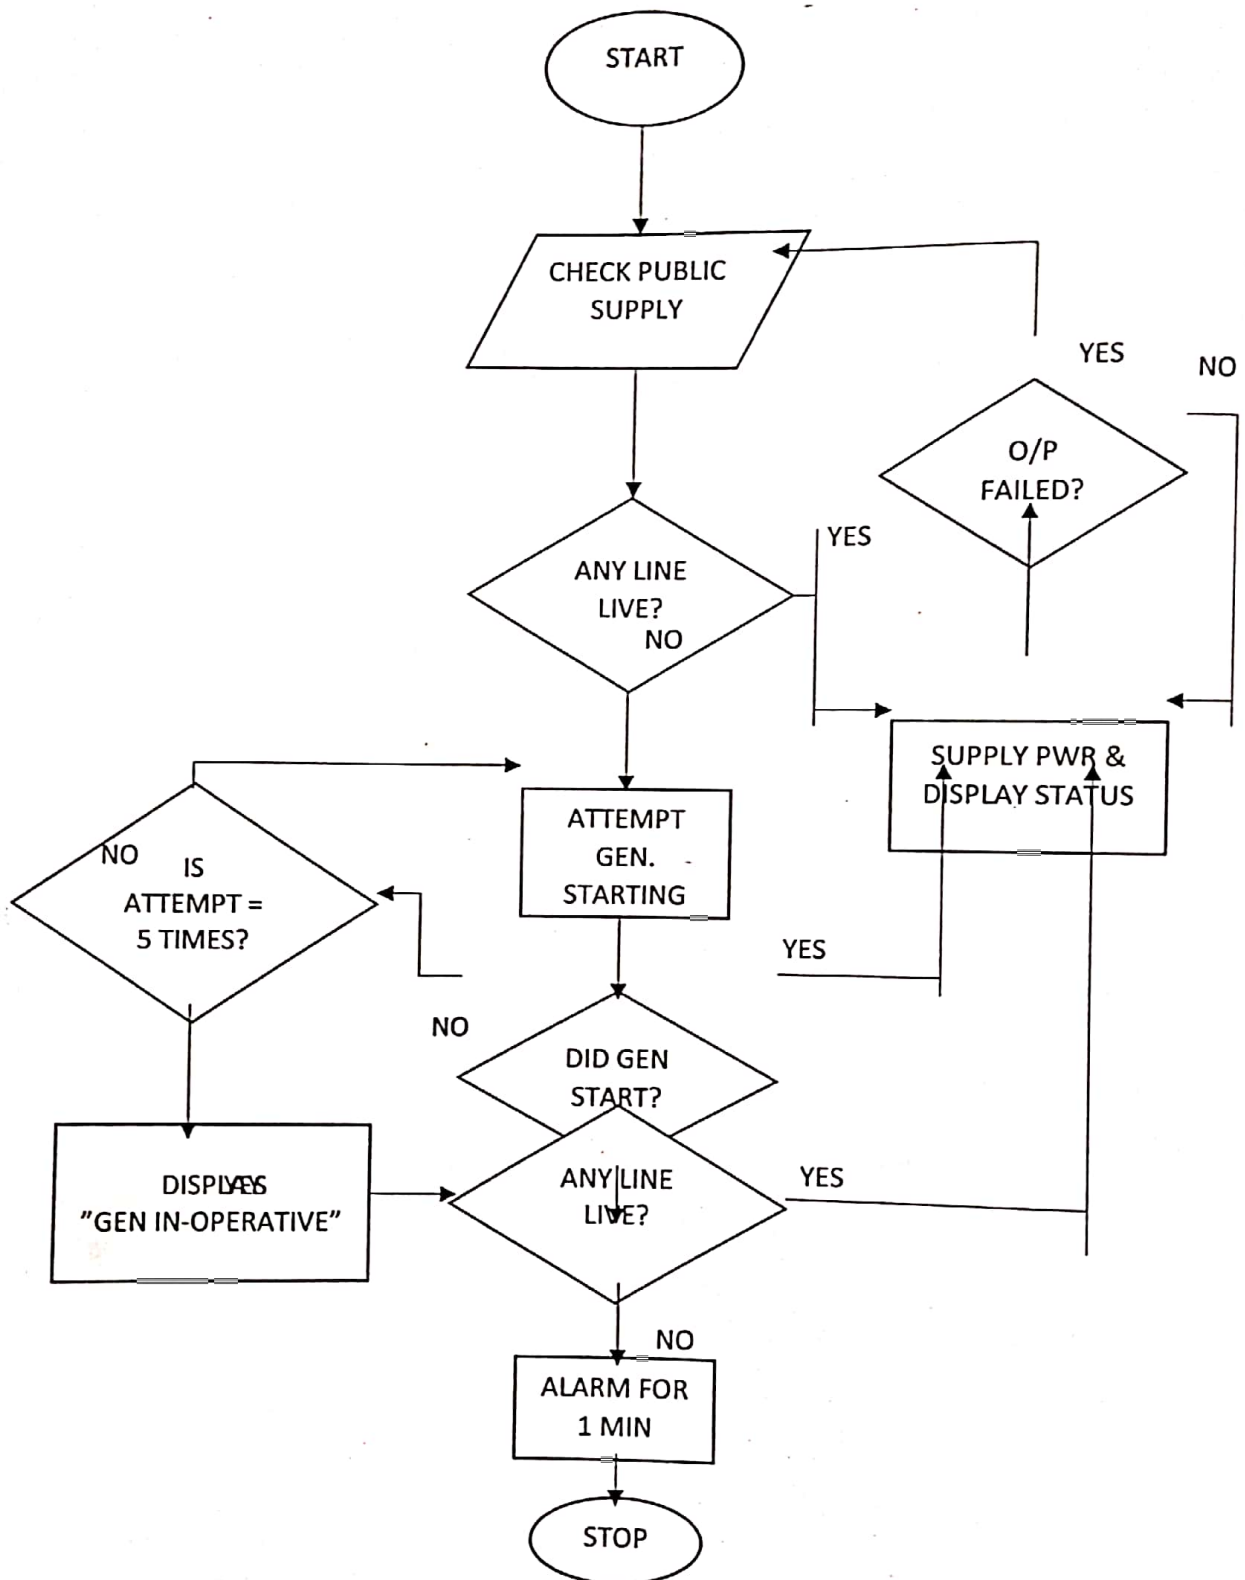 START
CHECK PUBLIC
SUPPLY
YES
NO
O/P
FAILED?
YES
ANY LINE
LIVE?
NO
SUPPLY PWR &
DISPLAY STATUS
ATTEMPT
GEN.
STARTING
NO
IS
ATTEMPT =
5 TIMES?
YES
NO
DID GEN
START?
ANY LINE
LIVE?
YES
DISPLAY
YES
"GEN IN-OPERATIVE"
NO
ALARM FOR
1 MIN
STOP